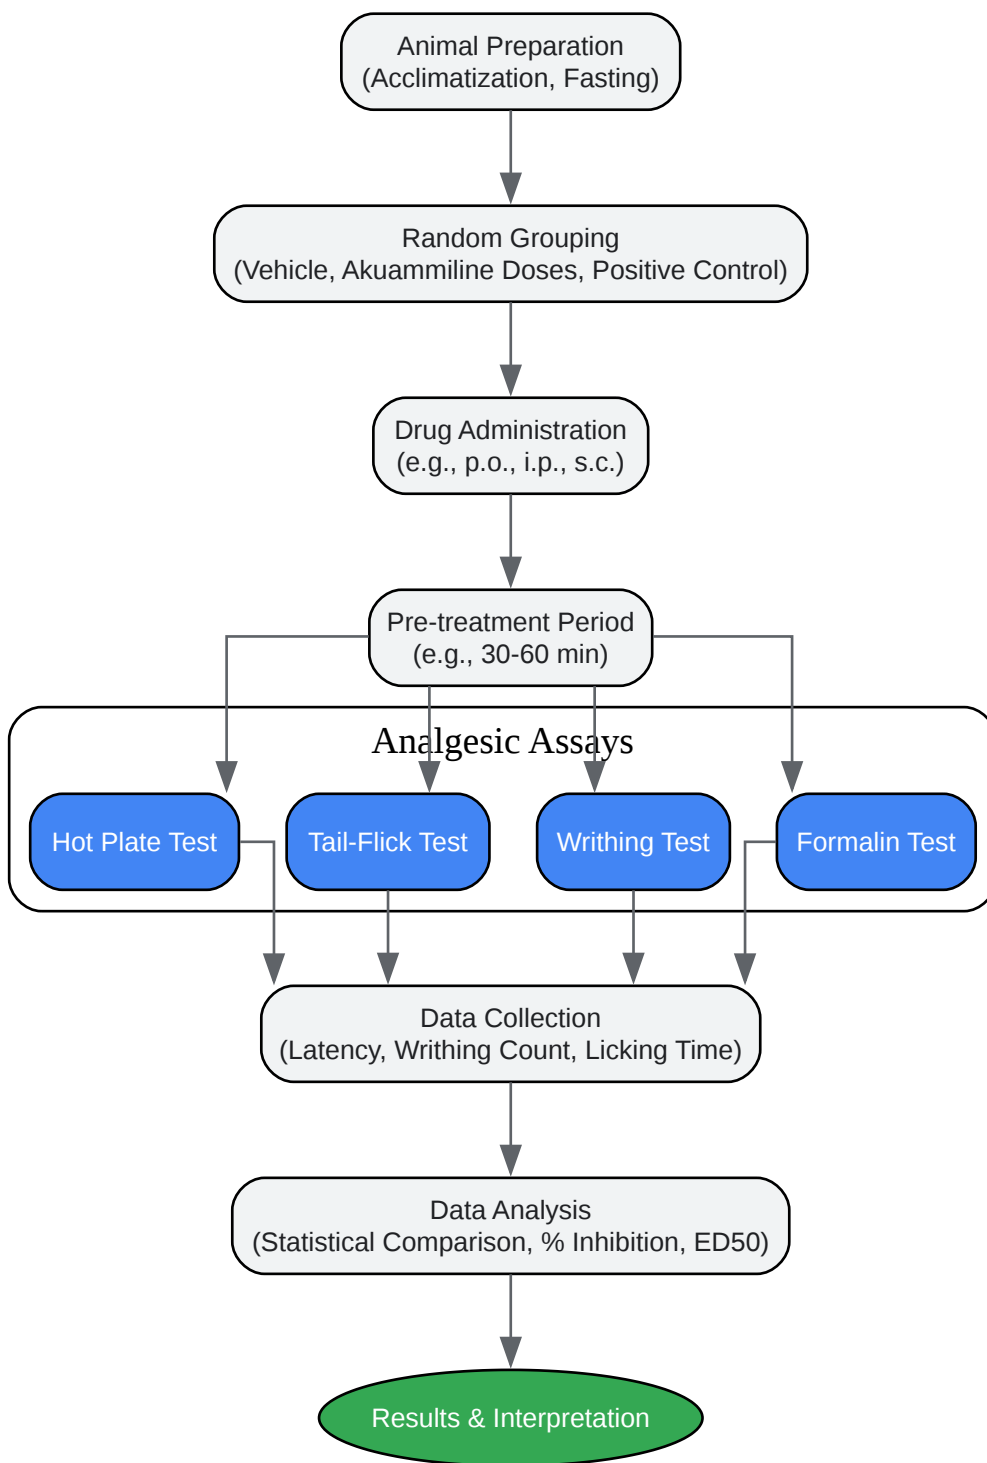 Animal Preparation
(Acclimatization, Fasting)
Random Grouping
(Vehicle, Akuammiline Doses, Positive Control)
Drug Administration
(e.g., p.o., i.p., s.c.)
Pre-treatment Period
(e.g., 30-60 min)
Analgesic Assays
Hot Plate Test
Tail-Flick Test
Writhing Test
Formalin Test
Data Collection
(Latency, Writhing Count, Licking Time)
Data Analysis
(Statistical Comparison, % Inhibition, ED50)
Results & Interpretation